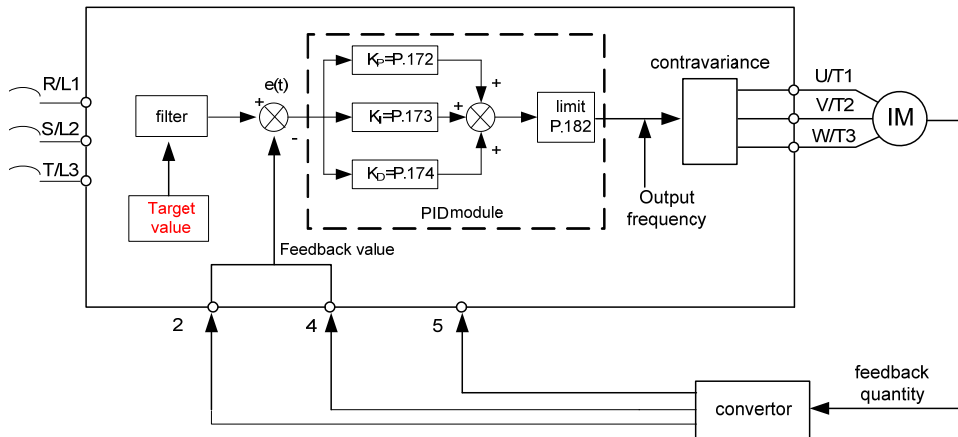 R/L1
S/L2
T/L3
filter
Target
value
e(t)
+
-
KP=P.172
KI=P.173
KD=P.174
+
+
+
limit
P.182
PID module
Feedback value
contravariance
Output
frequency
U/T1
V/T2
W/T3
IM
2
4
5
convertor
feedback
quantity